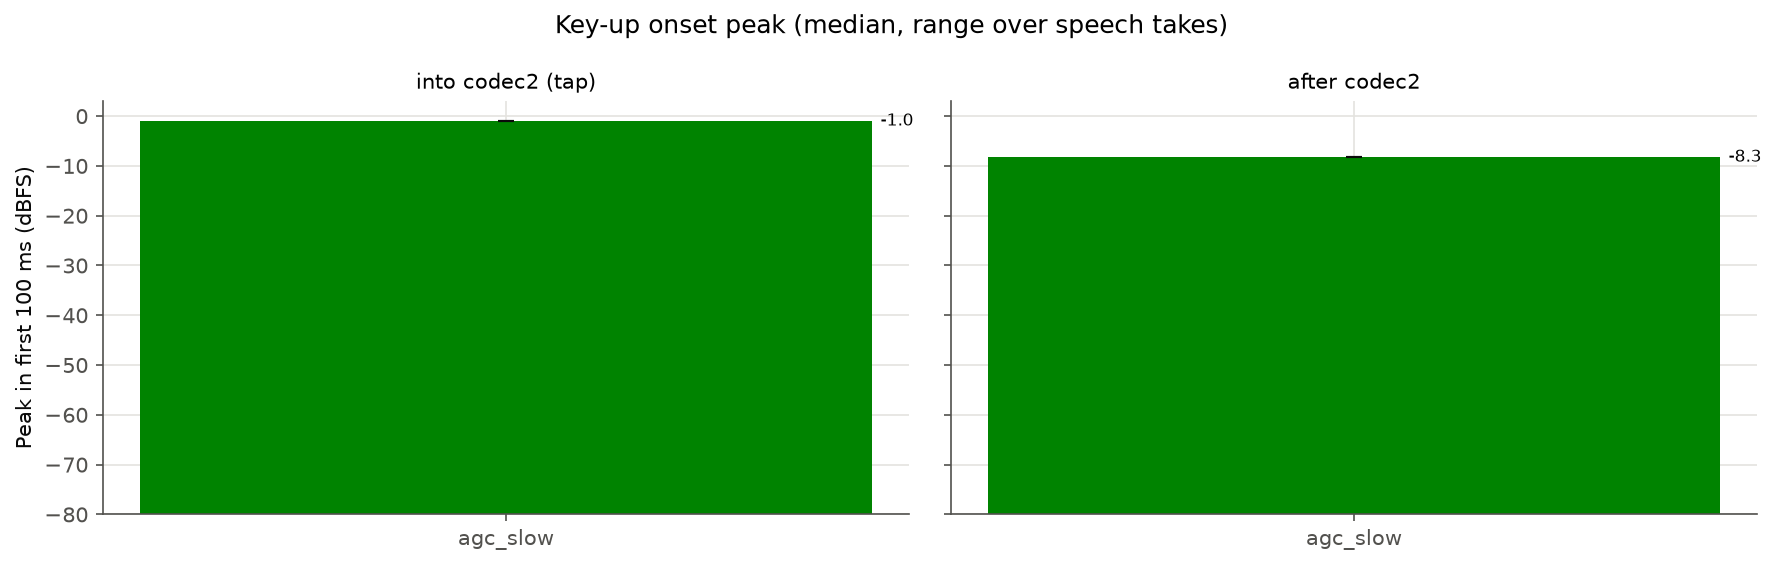 Key-up onset peak (median, range over speech takes)
into codec2 (tap)
after codec2
Peak in first 100 ms (dBFS)
0
−10
−20
−30
−40
−50
−60
−70
−80
-1.0
-8.3
agc_slow
agc_slow